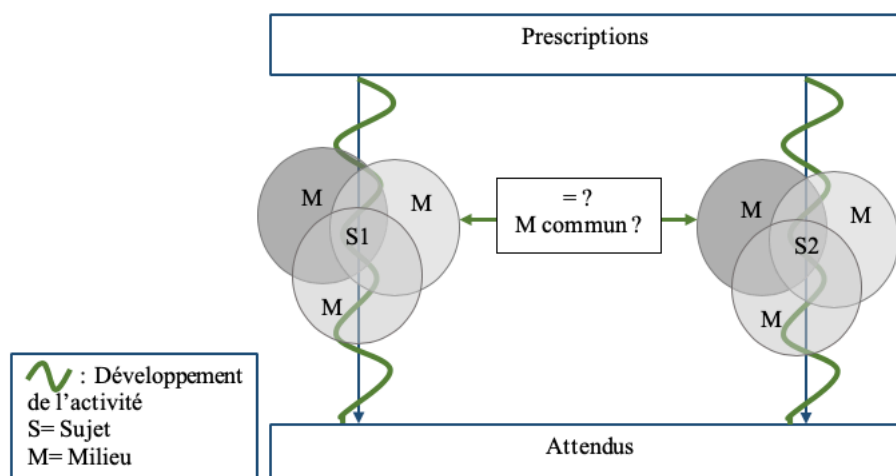 Prescriptions
M
M
S1
M
= ?
M commun ?
M
M
S2
M
: Développement
de l'activité
S= Sujet
M= Milieu
Attendus